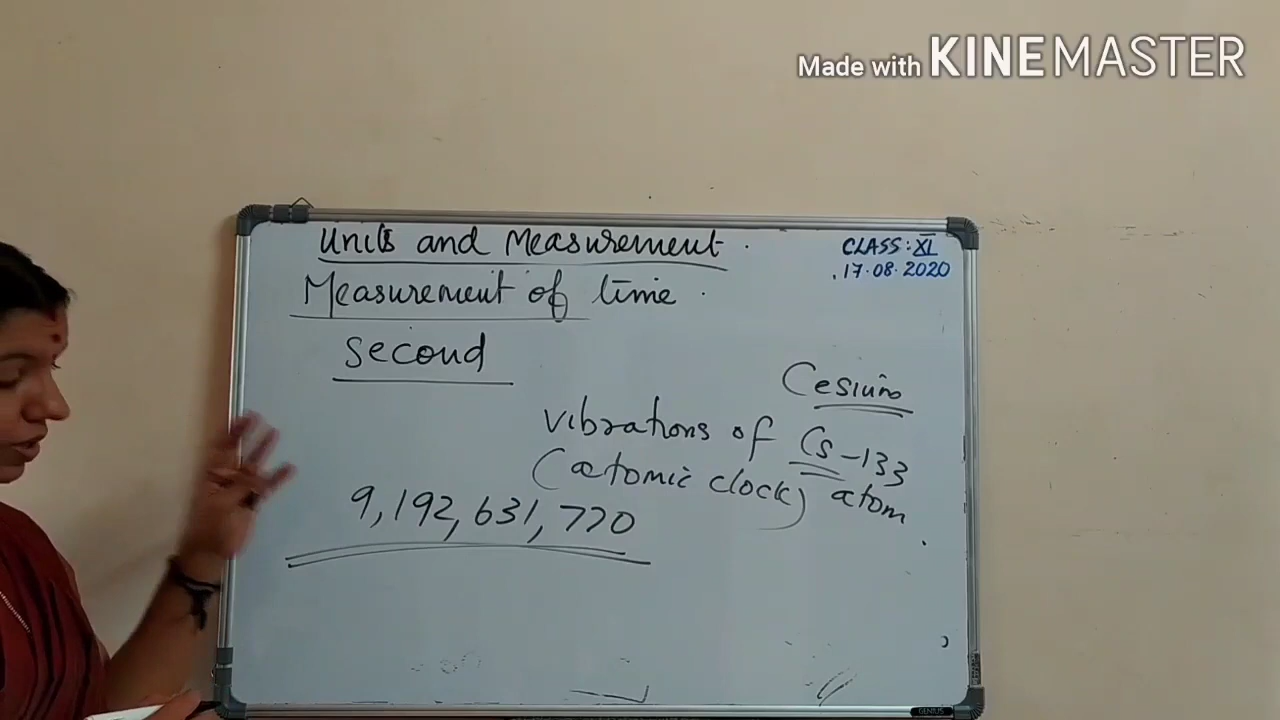 Made with KINEMASTER
Units and Measurement.
CLASS: XI
17.08.2020
Measurement of time.
Second
Cesium
Vibrations of Cs-133
(atomic clock) atom
9,192,631,770
GENIUS